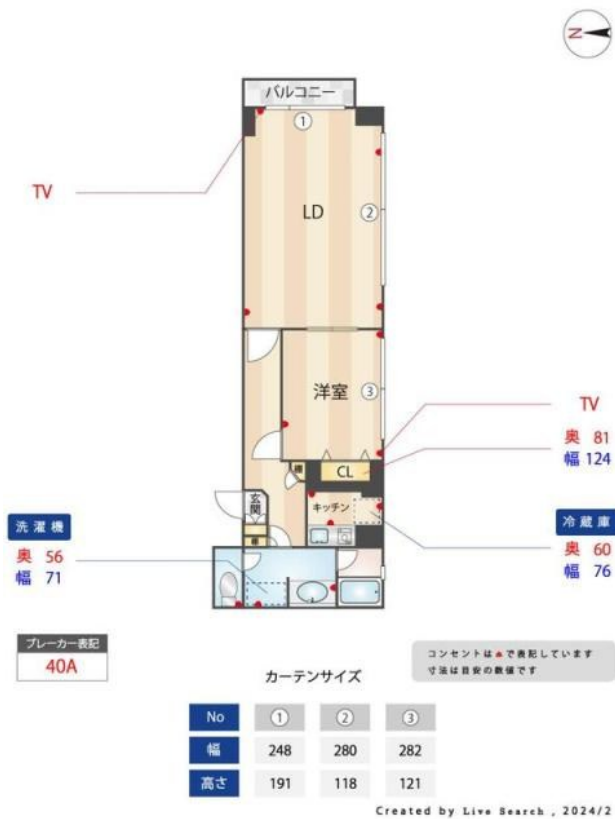 N
バルコニー
①
TV
LD
②
洋室
③
TV
奥 81
幅 124
CL
玄関
キッチン
洗濯機
奥 56
幅 71
冷蔵庫
奥 60
幅 76
ブレーカー表記
40A
コンセントは で表記しています
寸法は目安の数値です
カーテンサイズ
No ① ② ③
幅 248 280 282
高さ 191 118 121
Created by Live Search , 2024/2